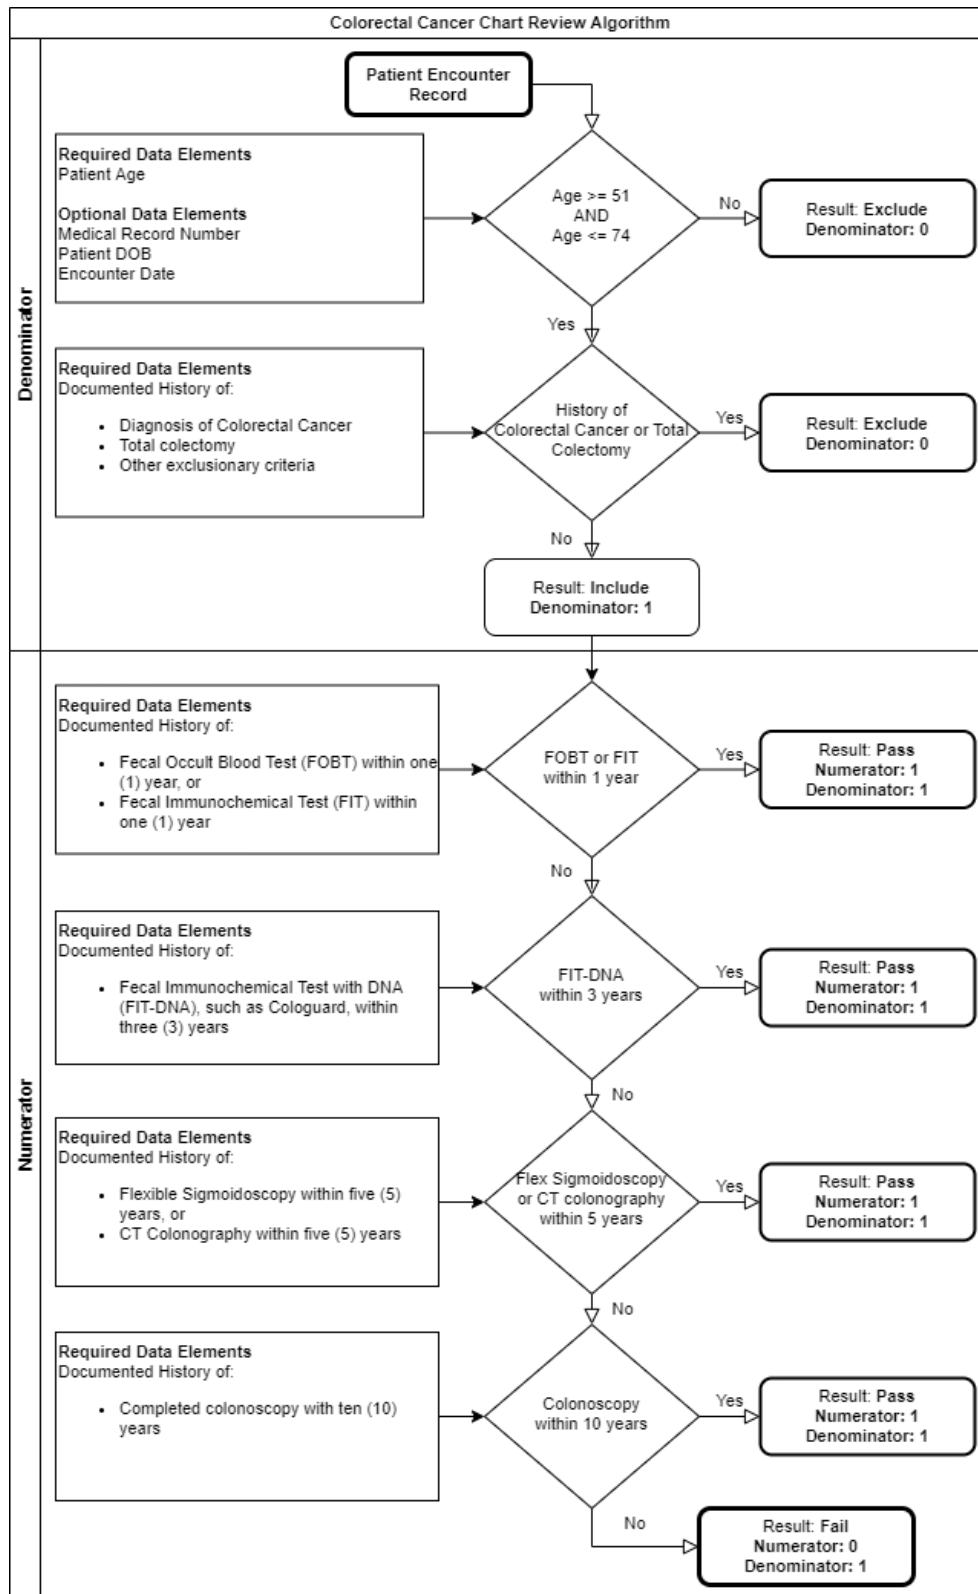 Colorectal Cancer Chart Review Algorithm
Denominator
Patient Encounter
Record
Required Data Elements
Patient Age
Optional Data Elements
Medical Record Number
Patient DOB
Encounter Date
Age >= 51
AND
Age <= 74
No
Result: Exclude
Denominator: 0
Yes
Required Data Elements
Documented History of:
• Diagnosis of Colorectal Cancer
• Total colectomy
• Other exclusionary criteria
History of
Colorectal Cancer or Total
Colectomy
Yes
Result: Exclude
Denominator: 0
No
Result: Include
Denominator: 1
Numerator
Required Data Elements
Documented History of:
• Fecal Occult Blood Test (FOBT) within one
(1) year, or
• Fecal Immunochemical Test (FIT) within
one (1) year
FOBT or FIT
within 1 year
Yes
Result: Pass
Numerator: 1
Denominator: 1
No
Required Data Elements
Documented History of:
• Fecal Immunochemical Test with DNA
(FIT-DNA), such as Cologuard, within
three (3) years
FIT-DNA
within 3 years
Yes
Result: Pass
Numerator: 1
Denominator: 1
No
Required Data Elements
Documented History of:
• Flexible Sigmoidoscopy within five (5)
years, or
• CT Colonography within five (5) years
Flex Sigmoidoscopy
or CT colonography
within 5 years
Yes
Result: Pass
Numerator: 1
Denominator: 1
No
Required Data Elements
Documented History of:
• Completed colonoscopy with ten (10)
years
Colonoscopy
within 10 years
Yes
Result: Pass
Numerator: 1
Denominator: 1
No
Result: Fail
Numerator: 0
Denominator: 1